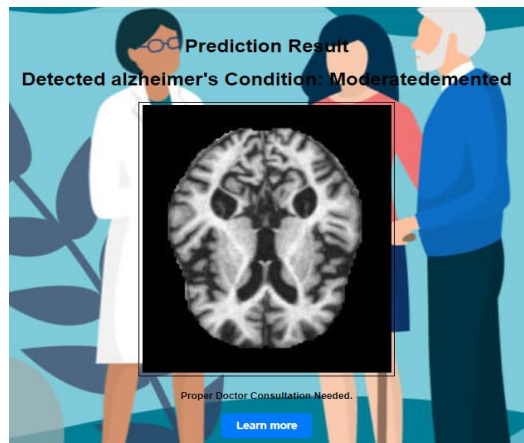 Prediction Result
Detected alzheimer's Condition: Moderatedemented
Proper Doctor Consultation Needed.
Learn more